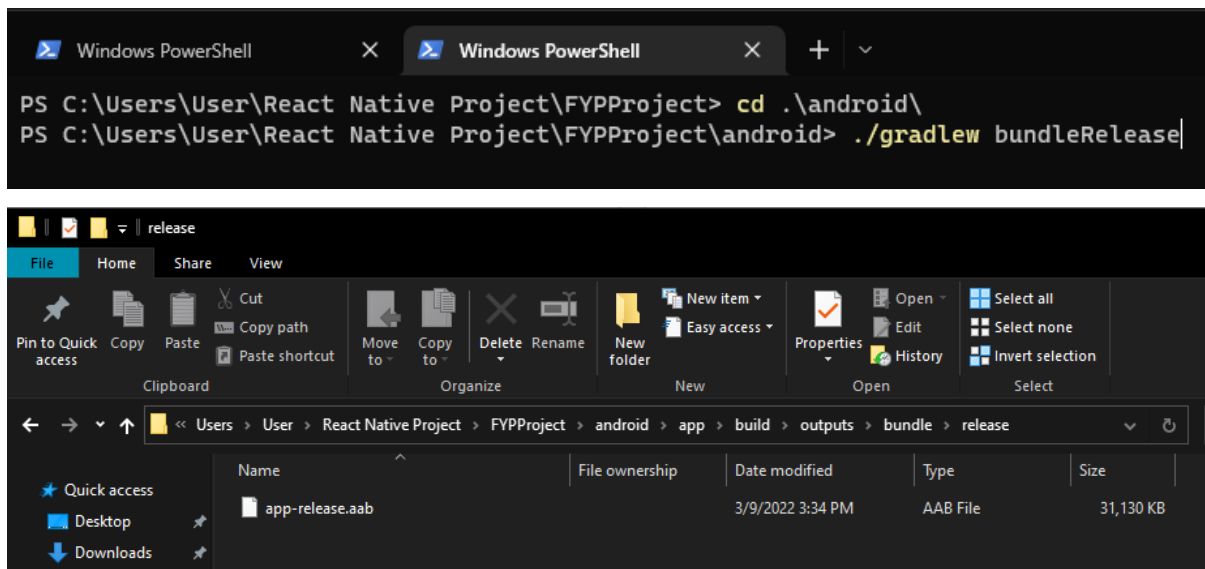 Windows PowerShell Windows PowerShell
PS C:\Users\User\React Native Project\FYPProject> cd .\android\
PS C:\Users\User\React Native Project\FYPProject\android> ./gradlew bundleRelease
release
File Home Share View
Pin to Quick access
Copy
Paste
Cut
Copy path
Paste shortcut
Move to
Copy to
Delete
Rename
New folder
New item
Easy access
Properties
Open
Edit
History
Select all
Select none
Invert selection
Clipboard Organize New Open Select
« Users > User > React Native Project > FYPProject > android > app > build > outputs > bundle > release
Name File ownership Date modified Type Size
Quick access
Desktop
Downloads
app-release.aab 3/9/2022 3:34 PM AAB File 31,130 KB